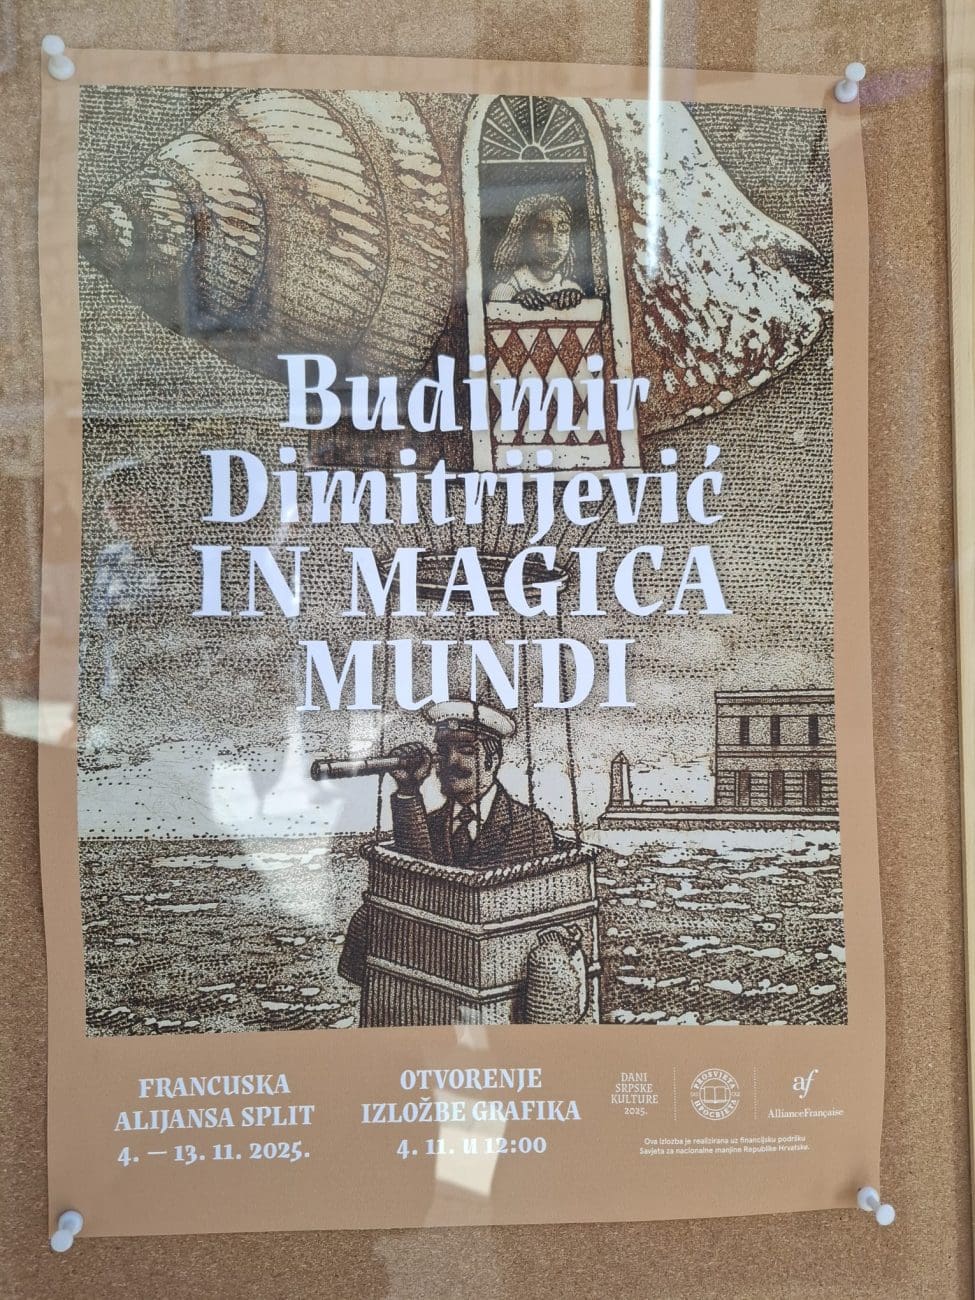 Budimir
Dimitrijević
IN MAGICA
MUNDI
FRANCUSKA
ALIJANSA SPLIT
4. — 13. 11. 2025.
OTVORENJE
IZLOŽBE GRAFIKA
4. 11. u 12:00
DANI
SRPSKE
KULTURE
2025.
PROSVJETA
ПРОСВЈЕТА
af
AllianceFrançaise
Ova izložba je realizirana uz financijsku podršku
Savjeta za nacionalne manjine Republike Hrvatske.